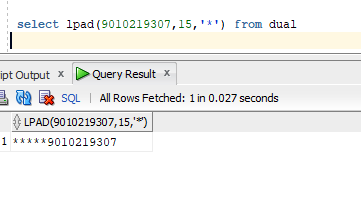 select lpad(9010219307,15,'*') from dual
ipt Output x Query Result x
SQL | All Rows Fetched: 1 in 0.027 seconds
LPAD(9010219307,15,'*')
1 *****9010219307